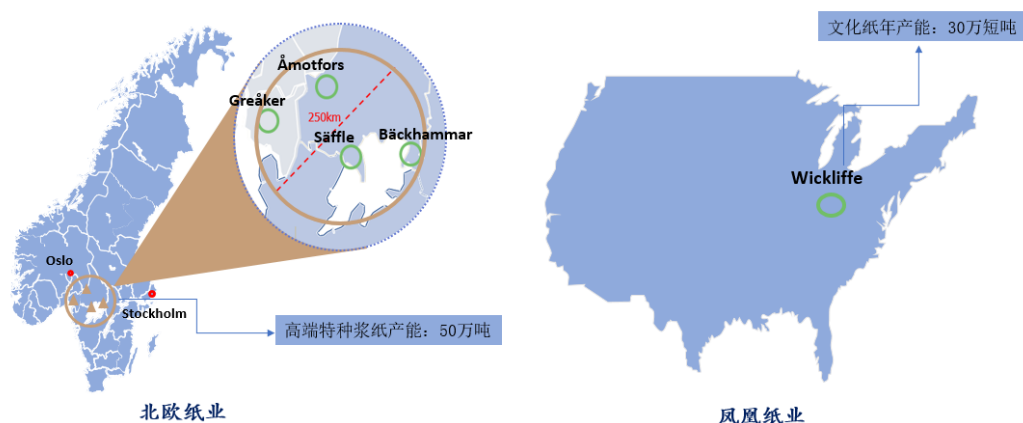 Åmotfors
Greåker
250km
Säffle
Bäckhammar
Oslo
Stockholm
高端特种浆纸产能：50万吨
北欧纸业
文化纸年产能：30万短吨
Wickliffe
凤凰纸业